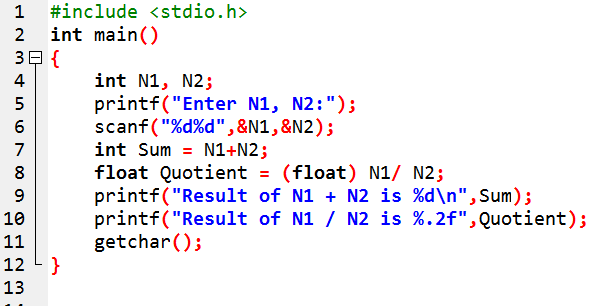 1 #include <stdio.h>
2 int main()
3 {
4 int N1, N2;
5 printf("Enter N1, N2:");
6 scanf("%d%d",&N1,&N2);
7 int Sum = N1+N2;
8 float Quotient = (float) N1/ N2;
9 printf("Result of N1 + N2 is %d\n",Sum);
10 printf("Result of N1 / N2 is %.2f",Quotient);
11 getchar();
12 }
13